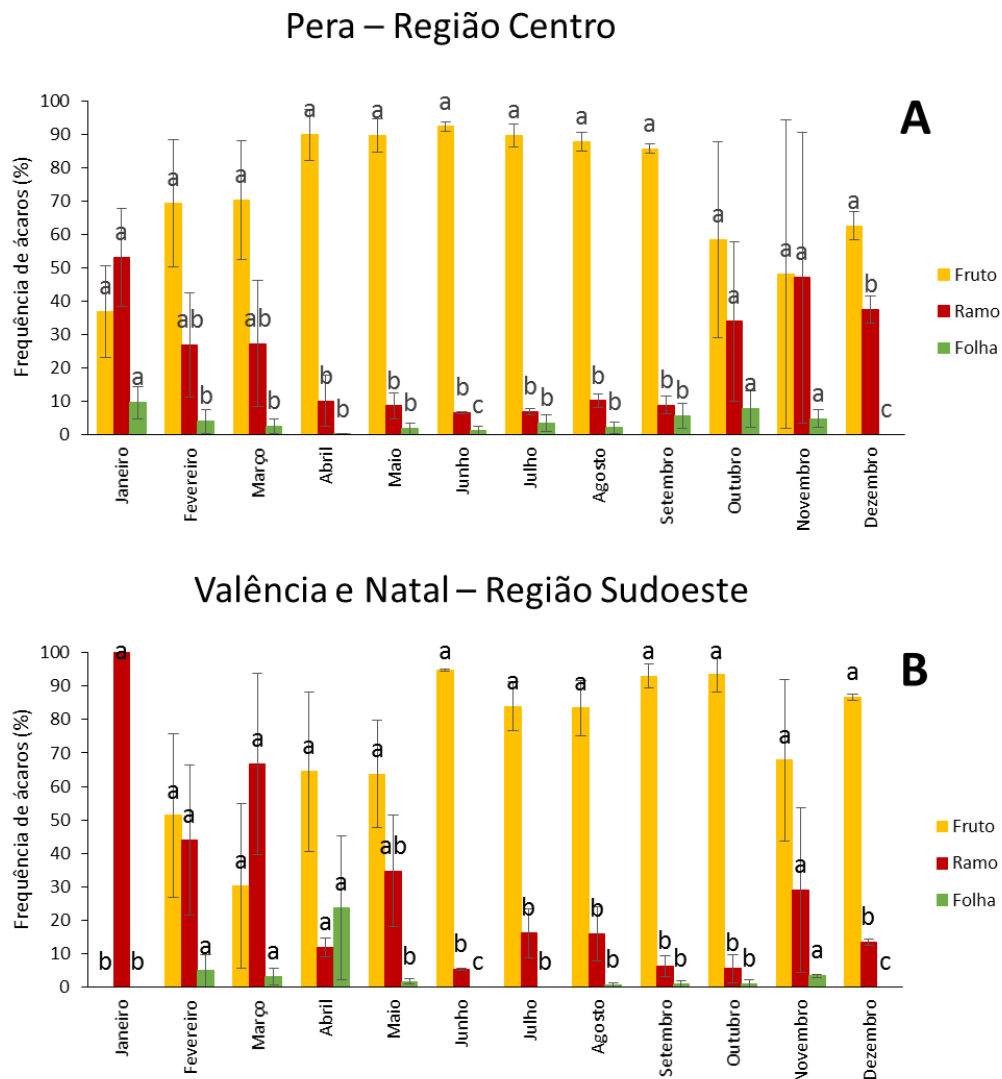 Pera – Região Centro
A
Frequência de ácaros (%)
100
90
80
70
60
50
40
30
20
10
0
a a a
a ab b
a ab b
a b b
a b b
a b c
a b b
a b b
a b b
a a a
a a a
a b c
Janeiro
Fevereiro
Março
Abril
Maio
Junho
Julho
Agosto
Setembro
Outubro
Novembro
Dezembro
Fruto
Ramo
Folha
Valência e Natal – Região Sudoeste
B
Frequência de ácaros (%)
100
90
80
70
60
50
40
30
20
10
0
b a b
a a a
a a a
a a a
a ab b
a b c
a b b
a b b
a b b
a b b
a a a
a b c
Janeiro
Fevereiro
Março
Abril
Maio
Junho
Julho
Agosto
Setembro
Outubro
Novembro
Dezembro
Fruto
Ramo
Folha